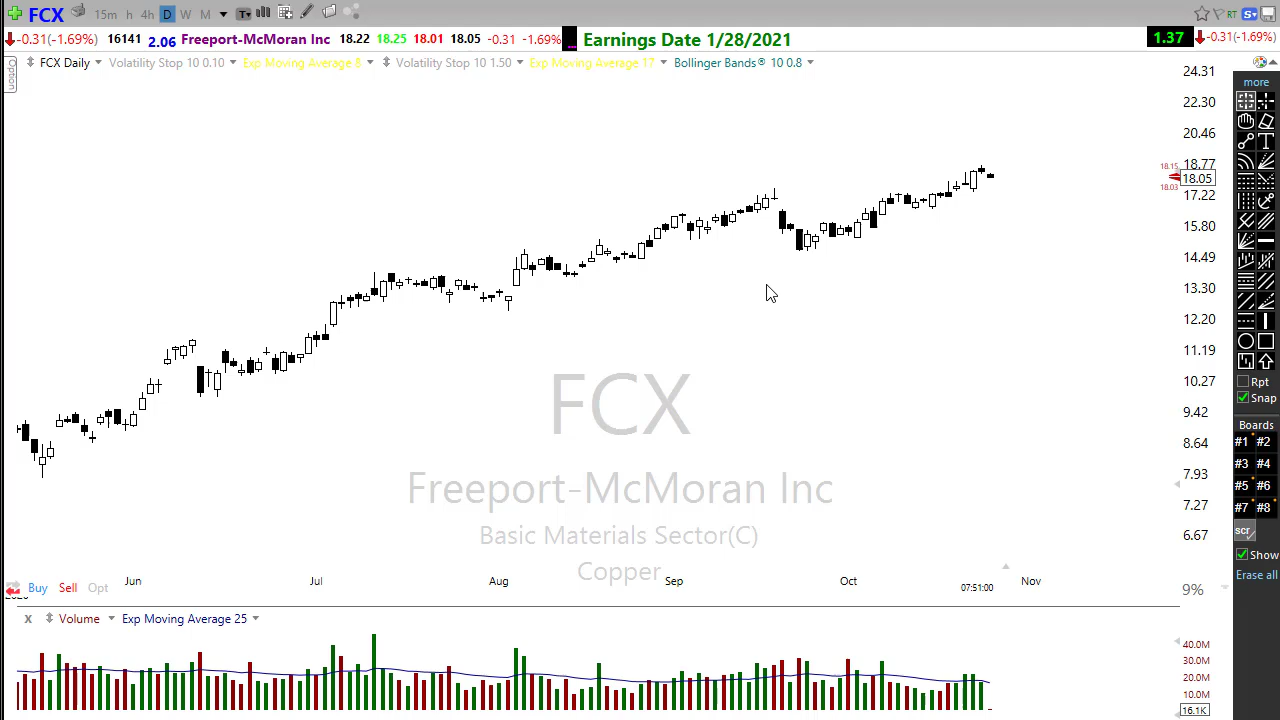 FCX 15m h 4h D W M T
RT S
-0.31(-1.69%) 16141 2.06 Freeport-McMoran Inc 18.22 18.25 18.01 18.05 -0.31 -1.69% Earnings Date 1/28/2021 1.37 -0.31(-1.69%)
Option
FCX Daily Volatility Stop 10 0.10 Exp Moving Average 8 Volatility Stop 10 1.50 Exp Moving Average 17 Bollinger Bands® 10 0.8
24.31
22.30
20.46
18.77
18.15
18.05
18.03
17.22
15.80
14.49
13.30
12.20
11.19
10.27
9.42
8.64
7.93
7.27
6.67
more
T
Rpt
Snap
Boards
#1 #2
#3 #4
#5 #6
#7 #8
scr
Show
Erase all
FCX
Freeport-McMoran Inc
Basic Materials Sector(C)
Copper
Jun Jul Aug Sep Oct Nov
07:51:00
Buy Sell Opt
9%
X Volume Exp Moving Average 25
40.0M
30.0M
20.0M
10.0M
16.1K